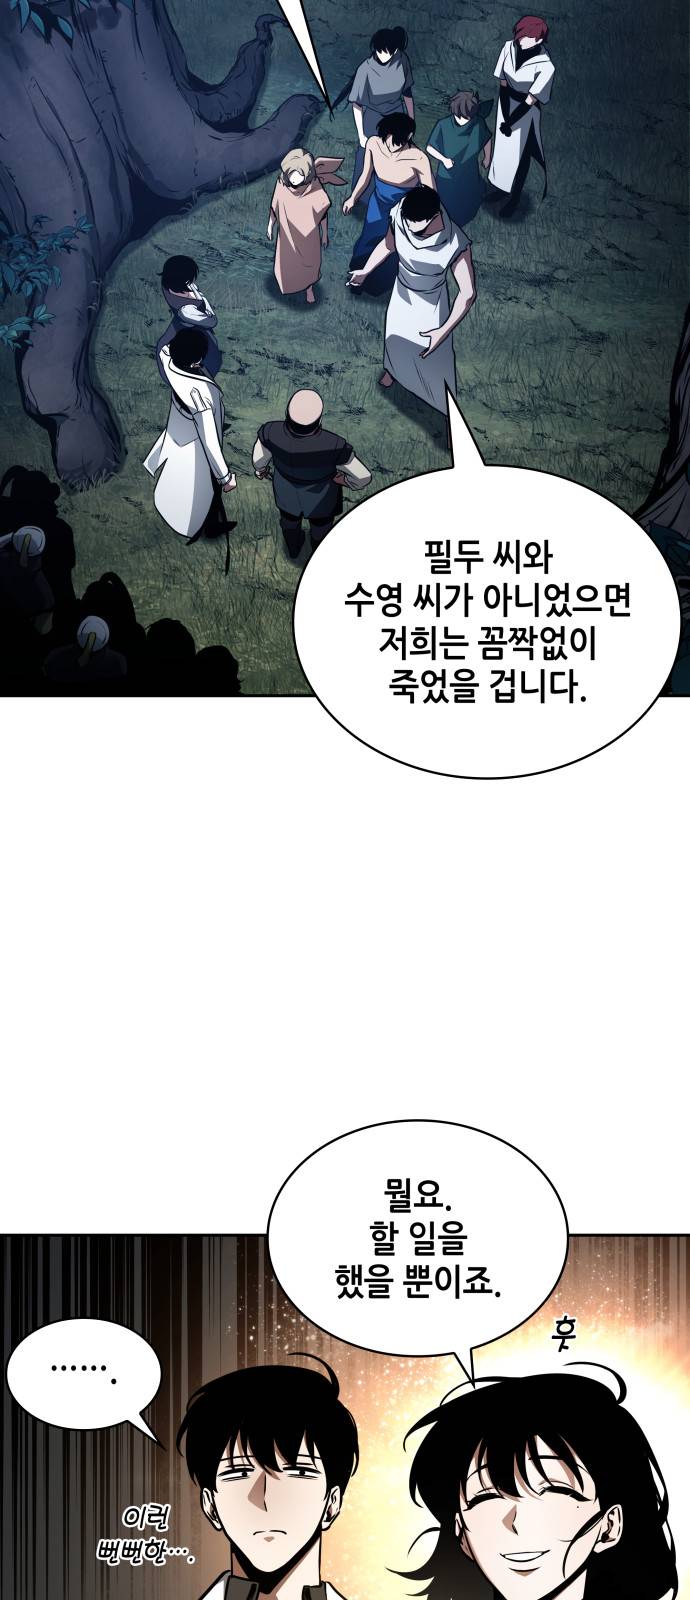 필두 씨와
수영 씨가 아니었으면
저희는 꼼짝없이
죽었을 겁니다.
뭘요.
할 일을
했을 뿐이죠.
훗
…….
이런
뻔뻔한….